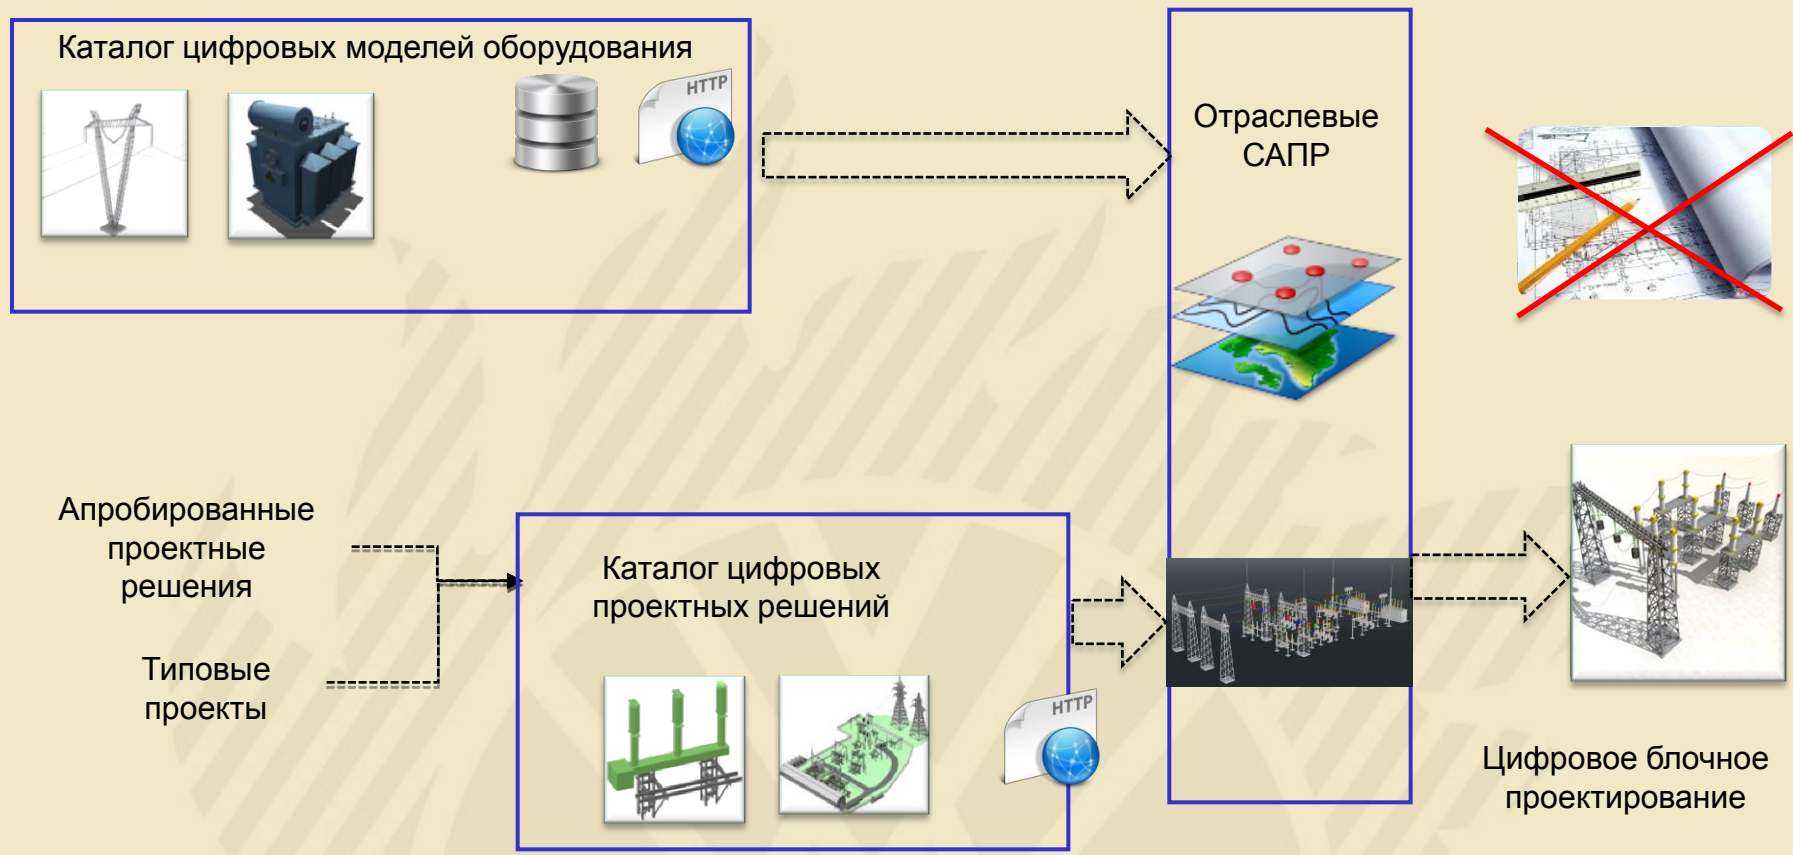 Каталог цифровых моделей оборудования
HTTP
Отраслевые
САПР
Апробированные
проектные
решения
Типовые
проекты
Каталог цифровых
проектных решений
HTTP
Цифровое блочное
проектирование